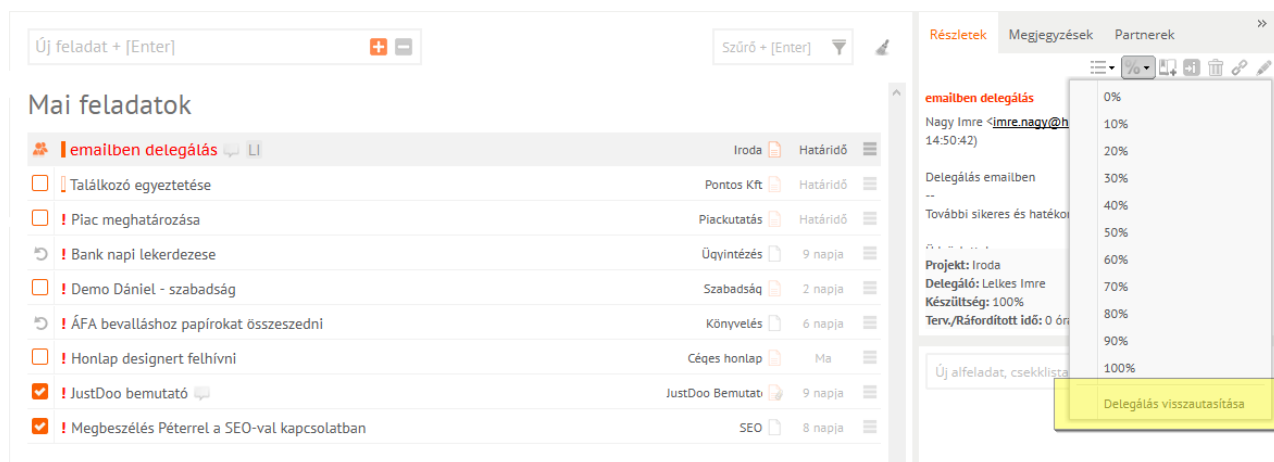 Új feladat + [Enter]
Szűrő + [Enter]
Mai feladatok
emailben delegálás LI Iroda Határidő
Találkozó egyeztetése Pontos Kft Határidő
! Piac meghatározása Piackutatás Határidő
! Bank napi lekerdezese Ügyintézés 9 napja
! Demo Dániel - szabadság Szabadság 2 napja
! ÁFA bevalláshoz papírokat összeszedni Könyvelés 6 napja
! Honlap designert felhívni Céges honlap Ma
! JustDoo bemutató JustDoo Bemutat 9 napja
! Megbeszélés Péterrel a SEO-val kapcsolatban SEO 8 napja
»
Részletek Megjegyzések Partnerek
%
emailben delegálás
Nagy Imre <imre.nagy@h
14:50:42)
Delegálás emailben
--
További sikeres és hatéko
Projekt: Iroda
Delegáló: Lelkes Imre
Készültség: 100%
Terv./Ráfordított idő: 0 óra
Új alfeladat, csekklista
0%
10%
20%
30%
40%
50%
60%
70%
80%
90%
100%
Delegálás visszautasítása